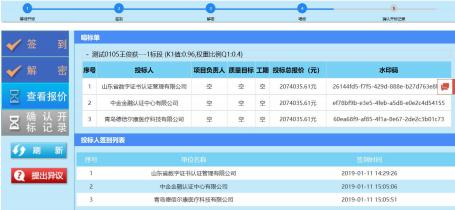 1 2 3 4 5
等待开标 签到 解密 唱标 确认开标记录
签 到
解 密
查看报价
确认开标记录
刷 新
提出异议
唱标单
- 测试0105王俊获---1标段 (K1值:0.96,权重比例Q1:0.4)
序号 投标人 项目负责人 质量目标 工期 投标总报价（元） 水印码
1 山东省数字证书认证管理有限公司 空 空 空 2074035.61元 26144fd5-f7f5-429d-888e-b27d763e8
2 中金金融认证中心有限公司 空 空 空 2074035.61元 ef78bf9b-e3e5-4feb-a5d8-e0e2c4d54155
3 青岛德信尔康医疗科技有限公司 空 空 空 2074035.61元 60ea68f9-af85-4f1a-8e67-2de2c3b01c73
投标人签到列表
序号 单位名称 签到时间
1 山东省数字证书认证管理有限公司 2019-01-11 14:29:26
2 中金金融认证中心有限公司 2019-01-11 15:05:06
3 青岛德信尔康医疗科技有限公司 2019-01-11 15:05:51